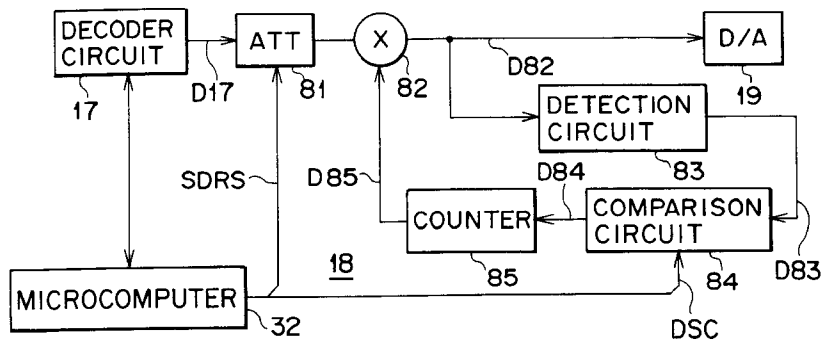 DECODER
CIRCUIT
17
D17
ATT
81
X
82
D82
D/A
19
DETECTION
CIRCUIT
83
SDRS
D85
D84
COUNTER
85
COMPARISON
CIRCUIT
84
D83
18
MICROCOMPUTER
32
DSC